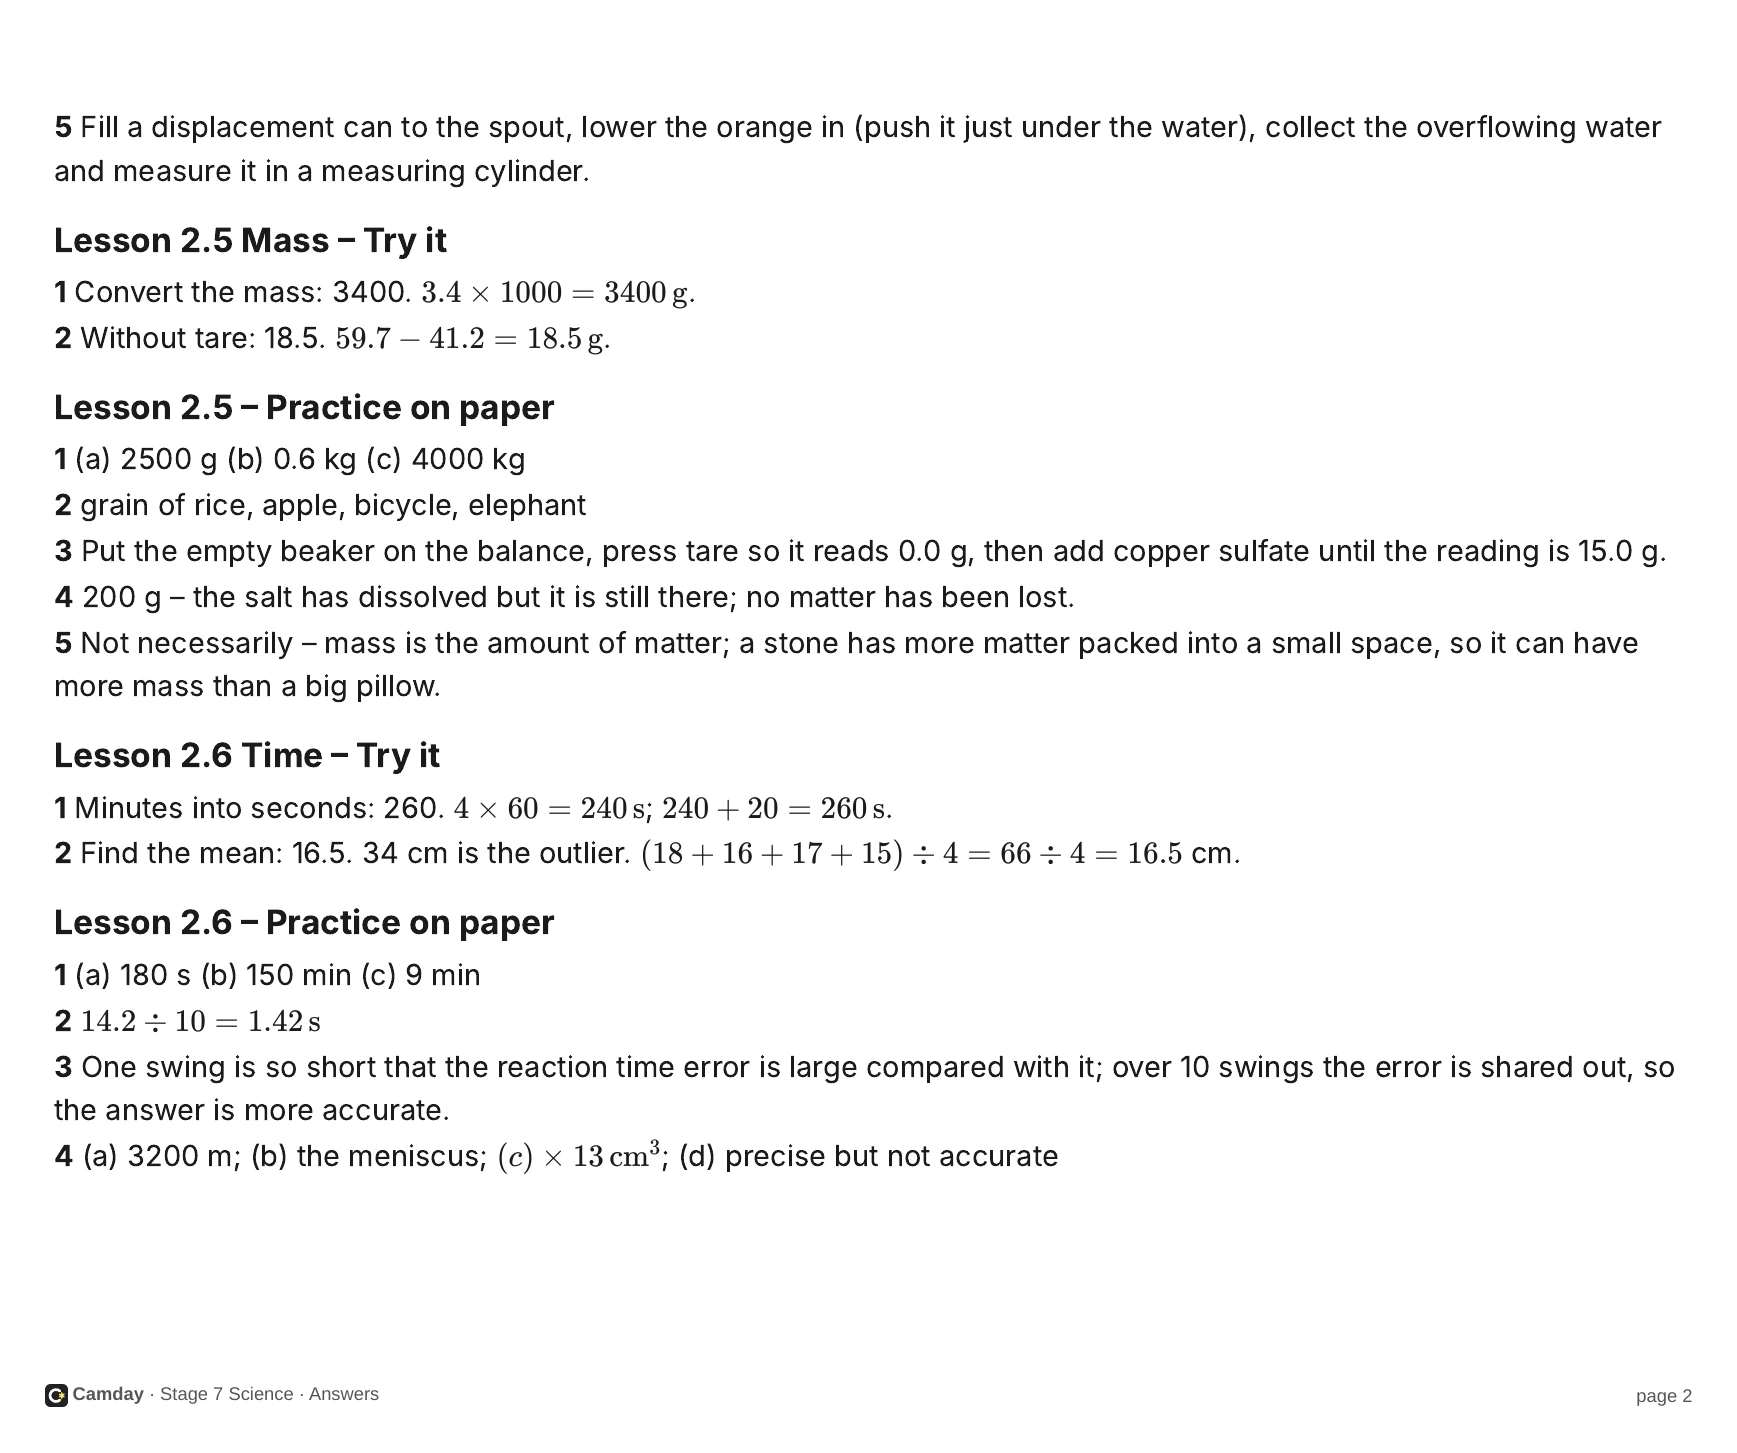 5 Fill a displacement can to the spout, lower the orange in (push it just under the water), collect the overflowing water
and measure it in a measuring cylinder.
Lesson 2.5 Mass – Try it
1 Convert the mass: 3400. 3.4 × 1000 = 3400 g.
2 Without tare: 18.5. 59.7 − 41.2 = 18.5 g.
Lesson 2.5 – Practice on paper
1 (a) 2500 g (b) 0.6 kg (c) 4000 kg
2 grain of rice, apple, bicycle, elephant
3 Put the empty beaker on the balance, press tare so it reads 0.0 g, then add copper sulfate until the reading is 15.0 g.
4 200 g – the salt has dissolved but it is still there; no matter has been lost.
5 Not necessarily – mass is the amount of matter; a stone has more matter packed into a small space, so it can have
more mass than a big pillow.
Lesson 2.6 Time – Try it
1 Minutes into seconds: 260. 4 × 60 = 240 s; 240 + 20 = 260 s.
2 Find the mean: 16.5. 34 cm is the outlier. (18 + 16 + 17 + 15) ÷ 4 = 66 ÷ 4 = 16.5 cm.
Lesson 2.6 – Practice on paper
1 (a) 180 s (b) 150 min (c) 9 min
2 14.2 ÷ 10 = 1.42 s
3 One swing is so short that the reaction time error is large compared with it; over 10 swings the error is shared out, so
the answer is more accurate.
4 (a) 3200 m; (b) the meniscus; (c) × 13 cm³; (d) precise but not accurate
Camday · Stage 7 Science · Answers
page 2